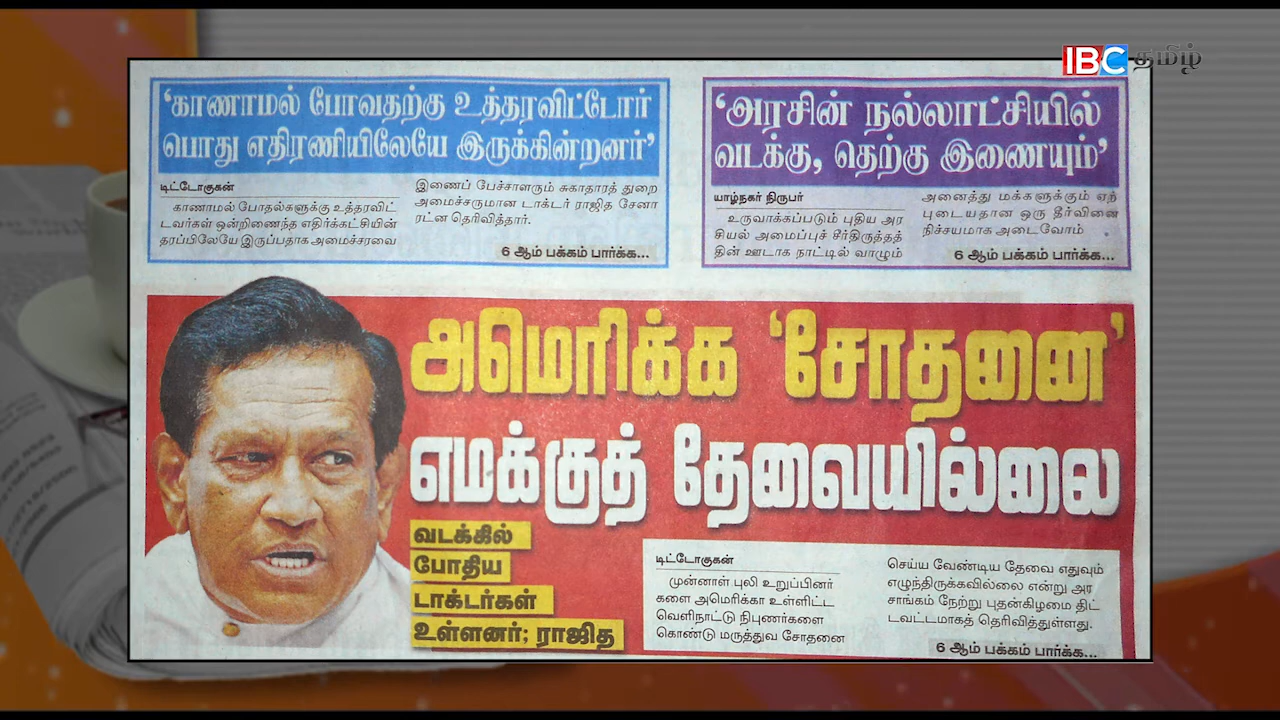 IBC தமிழ்
‘காணாமல் போவதற்கு உத்தரவிட்டோர்
பொது எதிரணியிலேயே இருக்கின்றனர்’
டிட்டோகுகன்
காணாமல் போதல்களுக்கு உத்தரவிட்
டவர்கள் ஒன்றிணைந்த எதிர்க்கட்சியின்
தரப்பிலேயே இருப்பதாக அமைச்சரவை
இணைப் பேச்சாளரும் சுகாதாரத் துறை
அமைச்சருமான டாக்டர் ராஜித சேனா
ரட்ன தெரிவித்தார்.
6 ஆம் பக்கம் பார்க்க...
‘அரசின் நல்லாட்சியில்
வடக்கு, தெற்கு இணையும்’
யாழ்நகர் நிருபர்
உருவாக்கப்படும் புதிய அர
சியல் அமைப்புச் சீர்திருத்தத்
தின் ஊடாக நாட்டில் வாழும்
அனைத்து மக்களுக்கும் ஏற்
புடையதான ஒரு தீர்வினை
நிச்சயமாக அடைவோம்
6 ஆம் பக்கம் பார்க்க...
அமெரிக்க ‘சோதனை’
எமக்குத் தேவையில்லை
வடக்கில்
போதிய
டாக்டர்கள்
உள்ளனர்; ராஜித
டிட்டோகுகன்
முன்னாள் புலி உறுப்பினர்
களை அமெரிக்கா உள்ளிட்ட
வெளிநாட்டு நிபுணர்களை
கொண்டு மருத்துவ சோதனை
செய்ய வேண்டிய தேவை எதுவும்
எழுந்திருக்கவில்லை என்று அர
சாங்கம் நேற்று புதன்கிழமை திட்
டவட்டமாகத் தெரிவித்துள்ளது.
6 ஆம் பக்கம் பார்க்க...